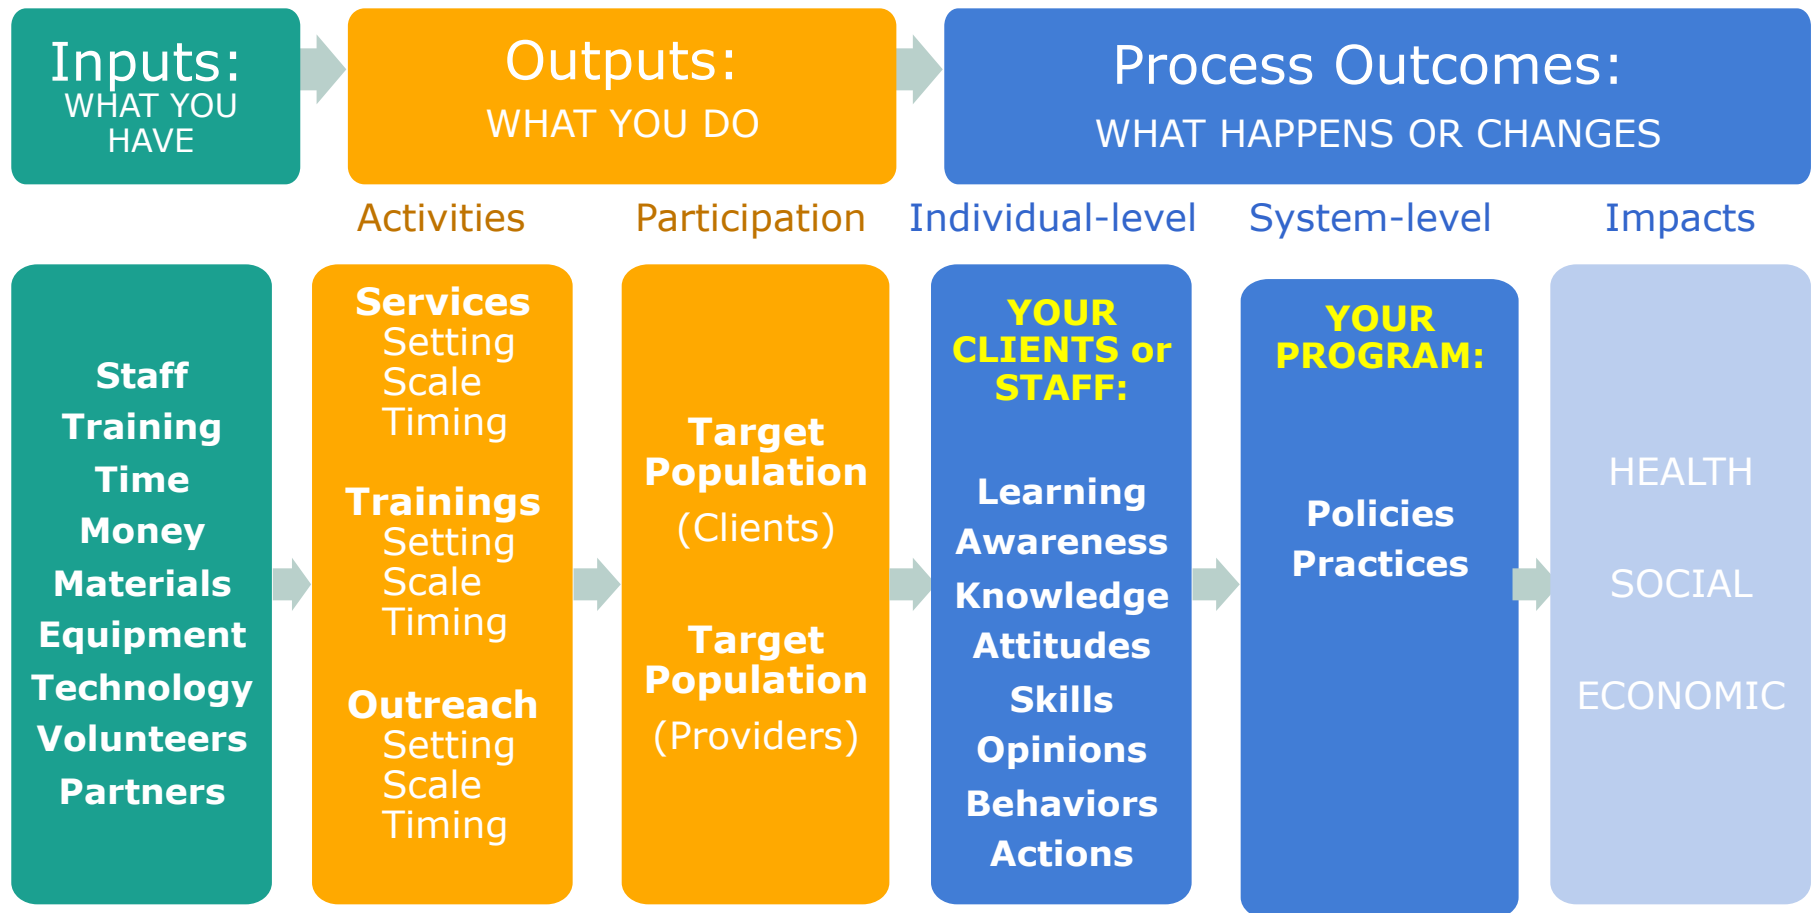 Inputs:
WHAT YOU
HAVE
Outputs:
WHAT YOU DO
Process Outcomes:
WHAT HAPPENS OR CHANGES
Activities
Participation
Individual-level
System-level
Impacts
Staff
Training
Time
Money
Materials
Equipment
Technology
Volunteers
Partners
Services
Setting
Scale
Timing
Trainings
Setting
Scale
Timing
Outreach
Setting
Scale
Timing
Target
Population
(Clients)
Target
Population
(Providers)
YOUR
CLIENTS or
STAFF:
Learning
Awareness
Knowledge
Attitudes
Skills
Opinions
Behaviors
Actions
YOUR
PROGRAM:
Policies
Practices
HEALTH
SOCIAL
ECONOMIC